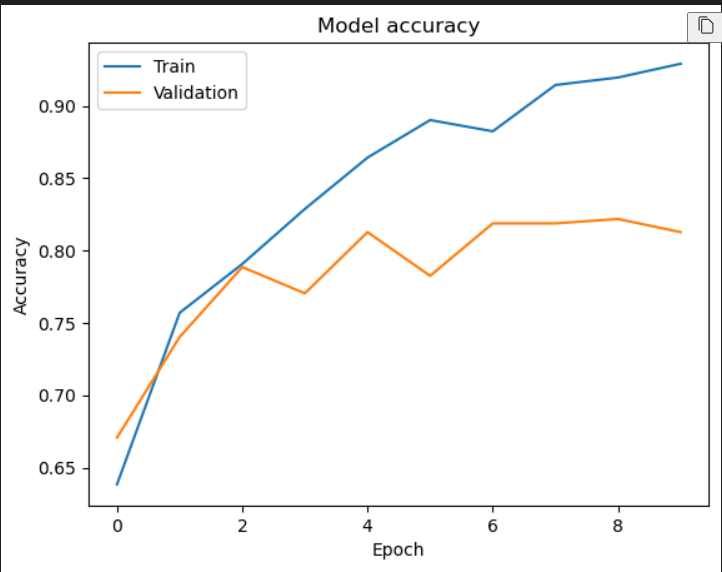 Model accuracy
Train
Validation
0.90
0.85
0.80
0.75
0.70
0.65
Accuracy
0 2 4 6 8
Epoch